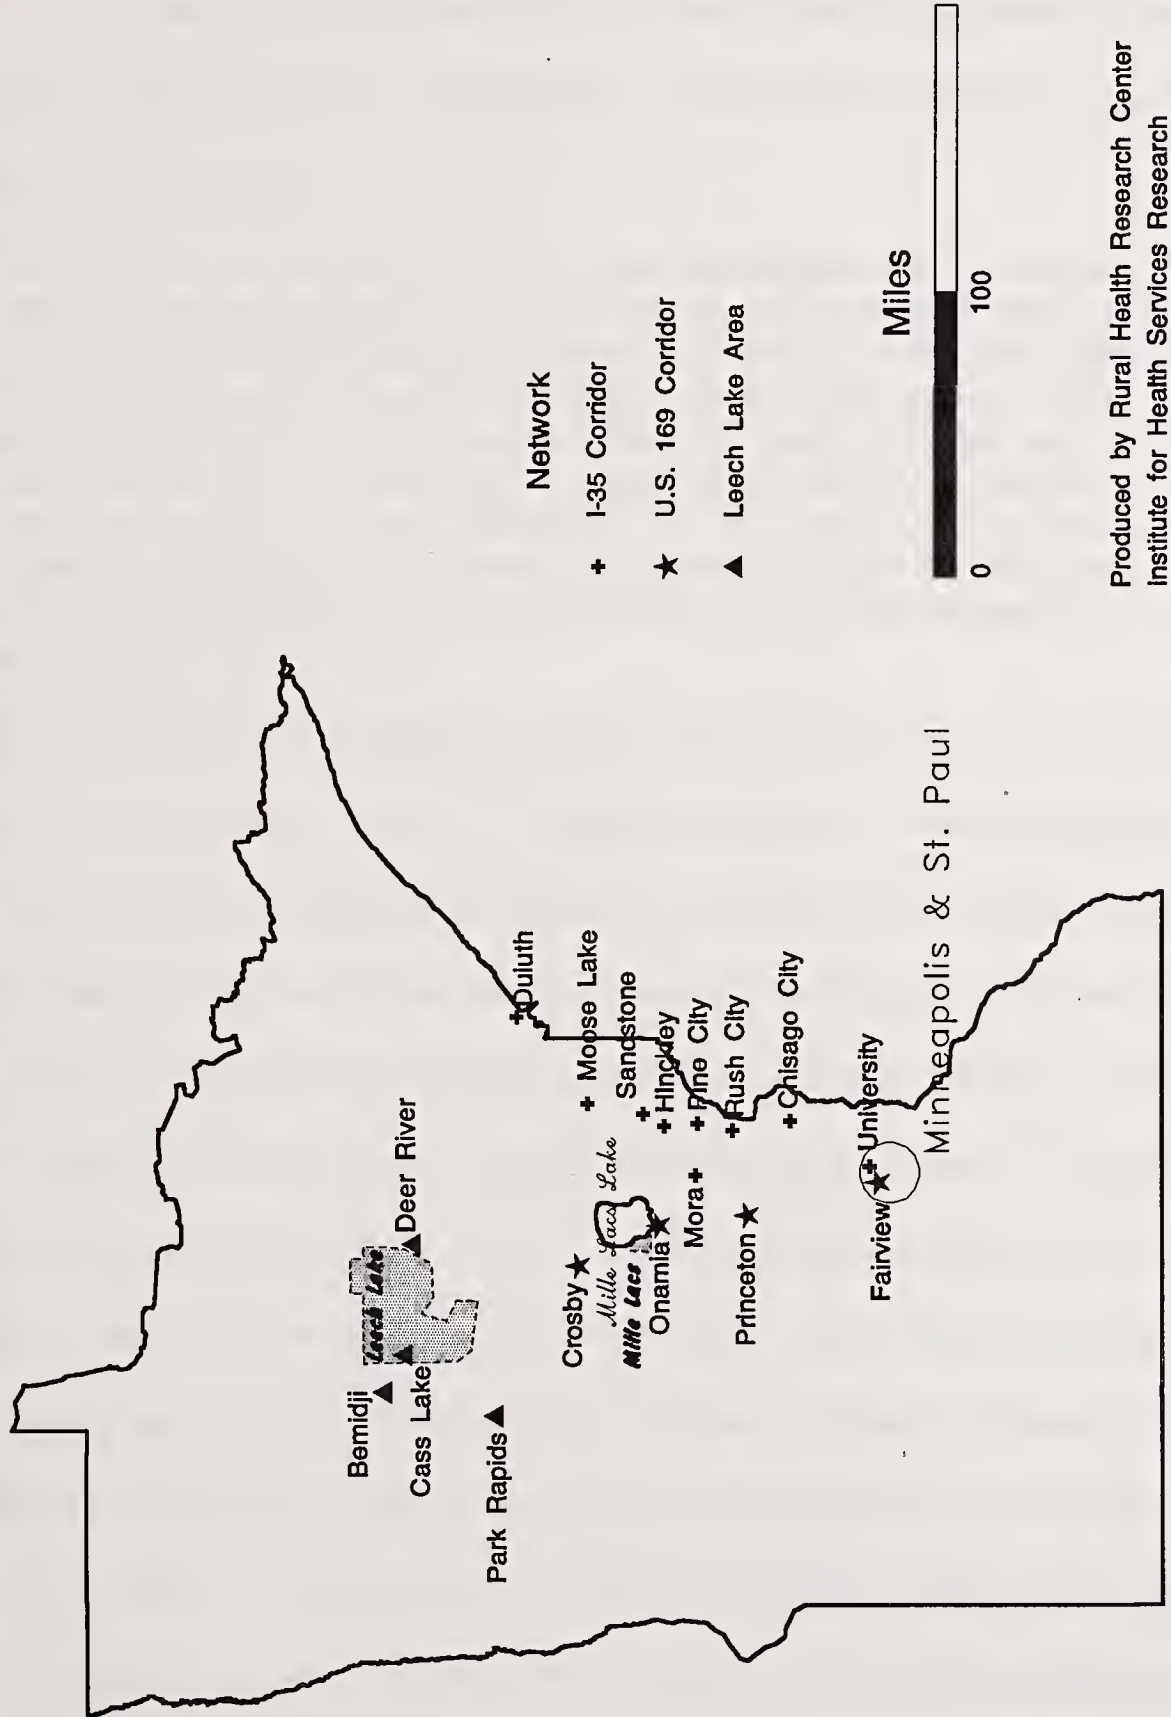 Bemidji
Leech Lake
Cass Lake
Deer River
Park Rapids
Duluth
Crosby
Moose Lake
Mille Lacs Lake
Mille Lacs
Sandstone
Onamia
Hinckley
Mora
Pine City
Princeton
Rush City
Chisago City
Fairview
University
Minneapolis & St. Paul
Network
I-35 Corridor
U.S. 169 Corridor
Leech Lake Area
Miles
0
100
Produced by Rural Health Research Center
Institute for Health Services Research